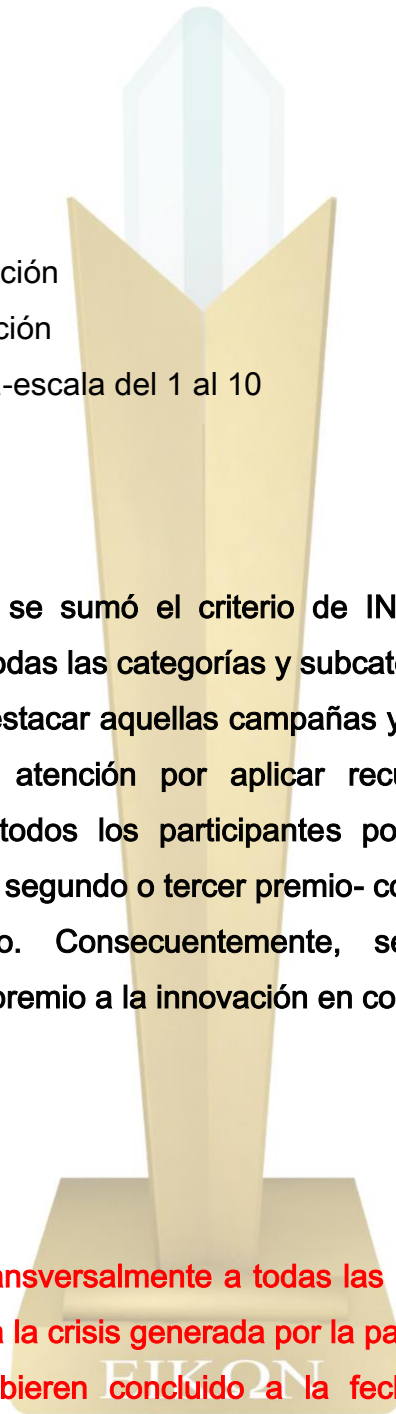 ción
ción
-escala del 1 al 10
se sumó el criterio de IN
odas las categorías y subcat
estacar aquellas campañas y
atención por aplicar recu
todos los participantes po
segundo o tercer premio- co
o. Consecuentemente, se
premio a la innovación en co
ansversalmente a todas las
a la crisis generada por la pa
EIKON
bieren concluido a la fech